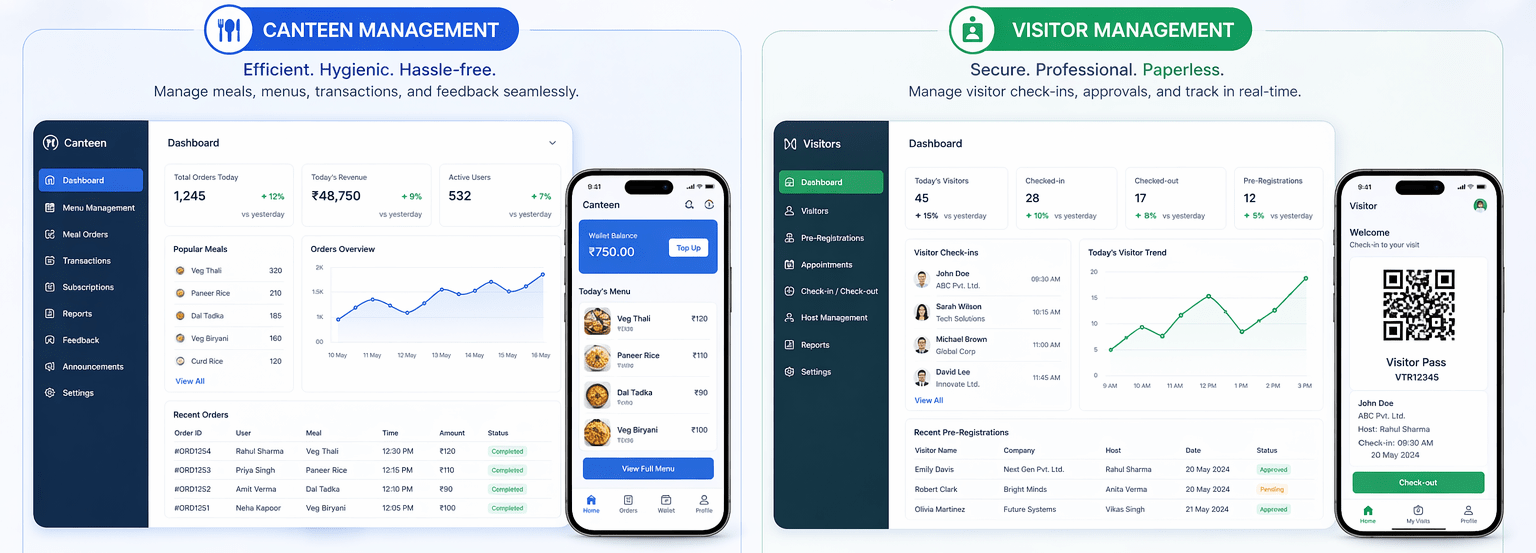 CANTEEN MANAGEMENT
Efficient. Hygienic. Hassle-free.
Manage meals, menus, transactions, and feedback seamlessly.
Canteen
Dashboard
Menu Management
Meal Orders
Transactions
Subscriptions
Reports
Feedback
Announcements
Settings
Dashboard
Total Orders Today
1,245
+ 12%
vs yesterday
Today's Revenue
₹48,750
+ 9%
vs yesterday
Active Users
532
+ 7%
vs yesterday
Popular Meals
Veg Thali 320
Paneer Rice 210
Dal Tadka 185
Veg Biryani 160
Curd Rice 120
View All
Orders Overview
2K
1.5K
1K
00
10 May 11 May 12 May 13 May 14 May 15 May 16 May
Recent Orders
Order ID User Meal Time Amount Status
#ORD12S4 Rahul Sharma Veg Thali 12:30 PM ₹120 Completed
#ORD12S3 Priya Singh Paneer Rice 12:15 PM ₹110 Completed
#ORD12S2 Amit Verma Dal Tadka 12:10 PM ₹90 Completed
#ORD12S1 Neha Kapoor Veg Biryani 12:05 PM ₹100 Completed
9:41
Canteen
Wallet Balance
₹750.00
Top Up
Today's Menu
Veg Thali ₹120
Paneer Rice ₹110
Dal Tadka ₹90
Veg Biryani ₹100
View Full Menu
Home Orders Wallet Profile
VISITOR MANAGEMENT
Secure. Professional. Paperless.
Manage visitor check-ins, approvals, and track in real-time.
Visitors
Dashboard
Visitors
Pre-Registrations
Appointments
Check-in / Check-out
Host Management
Reports
Settings
Dashboard
Today's Visitors
45
+ 15% vs yesterday
Checked-in
28
+ 10% vs yesterday
Checked-out
17
+ 8% vs yesterday
Pre-Registrations
12
+ 5% vs yesterday
Visitor Check-ins
John Doe
ABC Pvt. Ltd.
09:30 AM
Sarah Wilson
Tech Solutions
10:15 AM
Michael Brown
Global Corp
11:00 AM
David Lee
Innovate Ltd.
11:45 AM
View All
Today's Visitor Trend
20
15
10
5
0
9 AM 10 AM 11 AM 12 PM 1 PM 2 PM 3 PM
Recent Pre-Registrations
Visitor Name Company Host Date Status
Emily Davis Next Gen Pvt. Ltd. Rahul Sharma 20 May 2024 Approved
Robert Clark Bright Minds Anita Verma 20 May 2024 Pending
Olivia Martinez Future Systems Vikas Singh 21 May 2024 Approved
9:41
Visitor
Welcome
Check-in to your visit
Visitor Pass
VTR12345
John Doe
ABC Pvt. Ltd.
Host: Rahul Sharma
Check-in: 09:30 AM
20 May 2024
Check-out
Home My Visits Profile